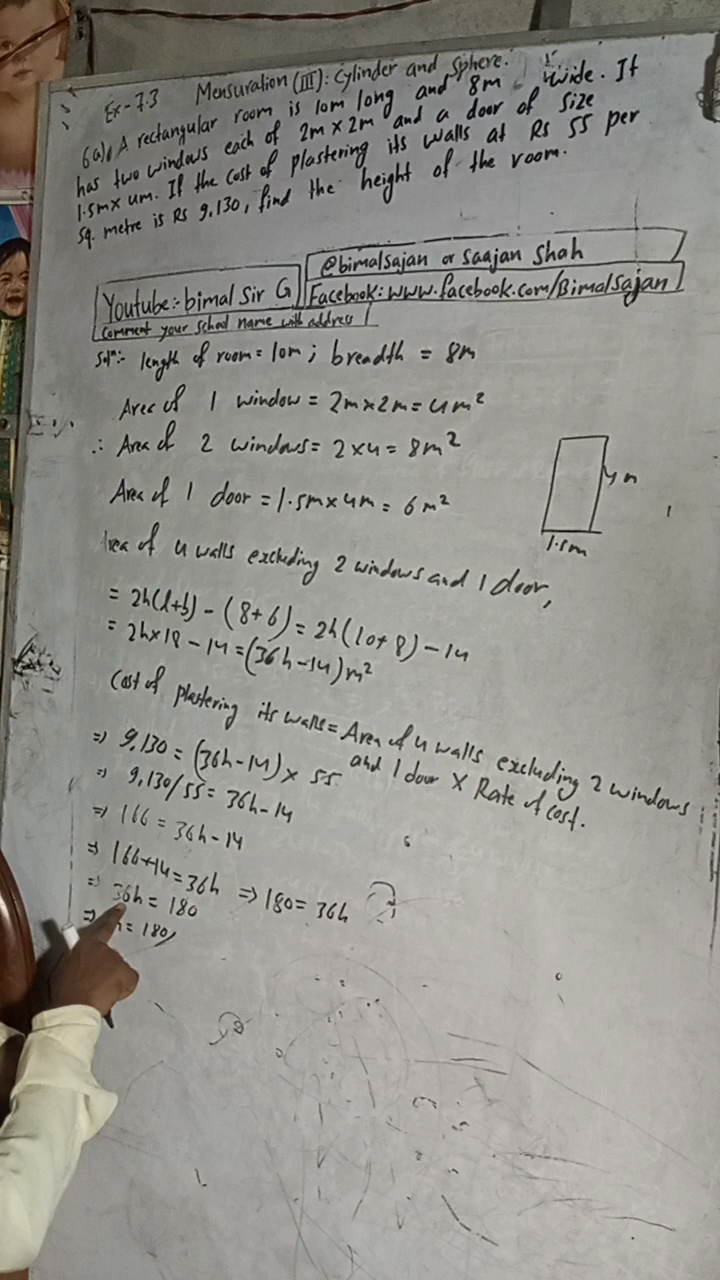 Ex-7.3 Mensuration (III): Cylinder and Sphere.
6a) A rectangular room is 10m long and 8m wide. It
has two windows each of 2m×2m and a door of size
1.5m× 4m. If the cost of plastering its walls at Rs 55 per
sq. metre is Rs 9,130, find the height of the room.
@bimalsajan or Saajan Shah
Youtube:- bimal Sir G
Facebook: www.facebook.com/Bimalsajan
Comment your school name with address
Solⁿ:- length of room = 10m ; breadth = 8m
Area of 1 window = 2m×2m = 4m²
∴ Area of 2 windows = 2×4 = 8m²
Area of 1 door = 1.5m×4m = 6m²
4m
1.5m
Area of 4 walls excluding 2 windows and 1 door,
= 2h(l+b) - (8+6) = 2h(10+8) - 14
= 2h×18 - 14 = (36h-14)m²
Cost of plastering its walls = Area of 4 walls excluding 2 windows
and 1 door × Rate of cost.
⇒ 9,130 = (36h-14) × 55
⇒ 9,130/55 = 36h-14
⇒ 166 = 36h-14
⇒ 166+14 = 36h ⇒ 180 = 36h
⇒ 36h = 180
⇒ h = 180/